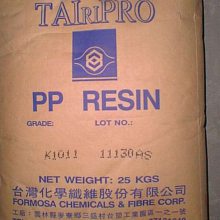 TAIRIPRO
PP RESIN
GRADE: LOT NO.:
K1011 11130AS
NET WEIGHT: 25 KGS
台灣化學纖維股份有限公司
FORMOSA CHEMICALS & FIBRE CORP.